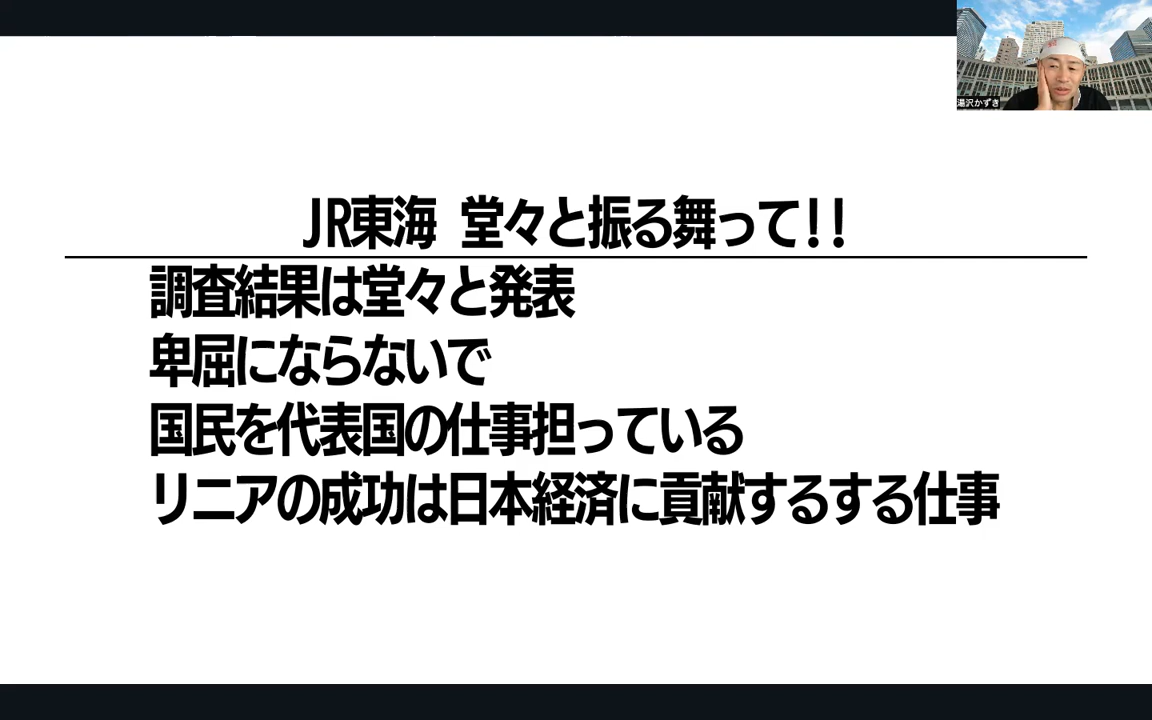 湯沢かずき
JR東海 堂々と振る舞って!!
調査結果は堂々と発表
卑屈にならないで
国民を代表国の仕事担っている
リニアの成功は日本経済に貢献するする仕事